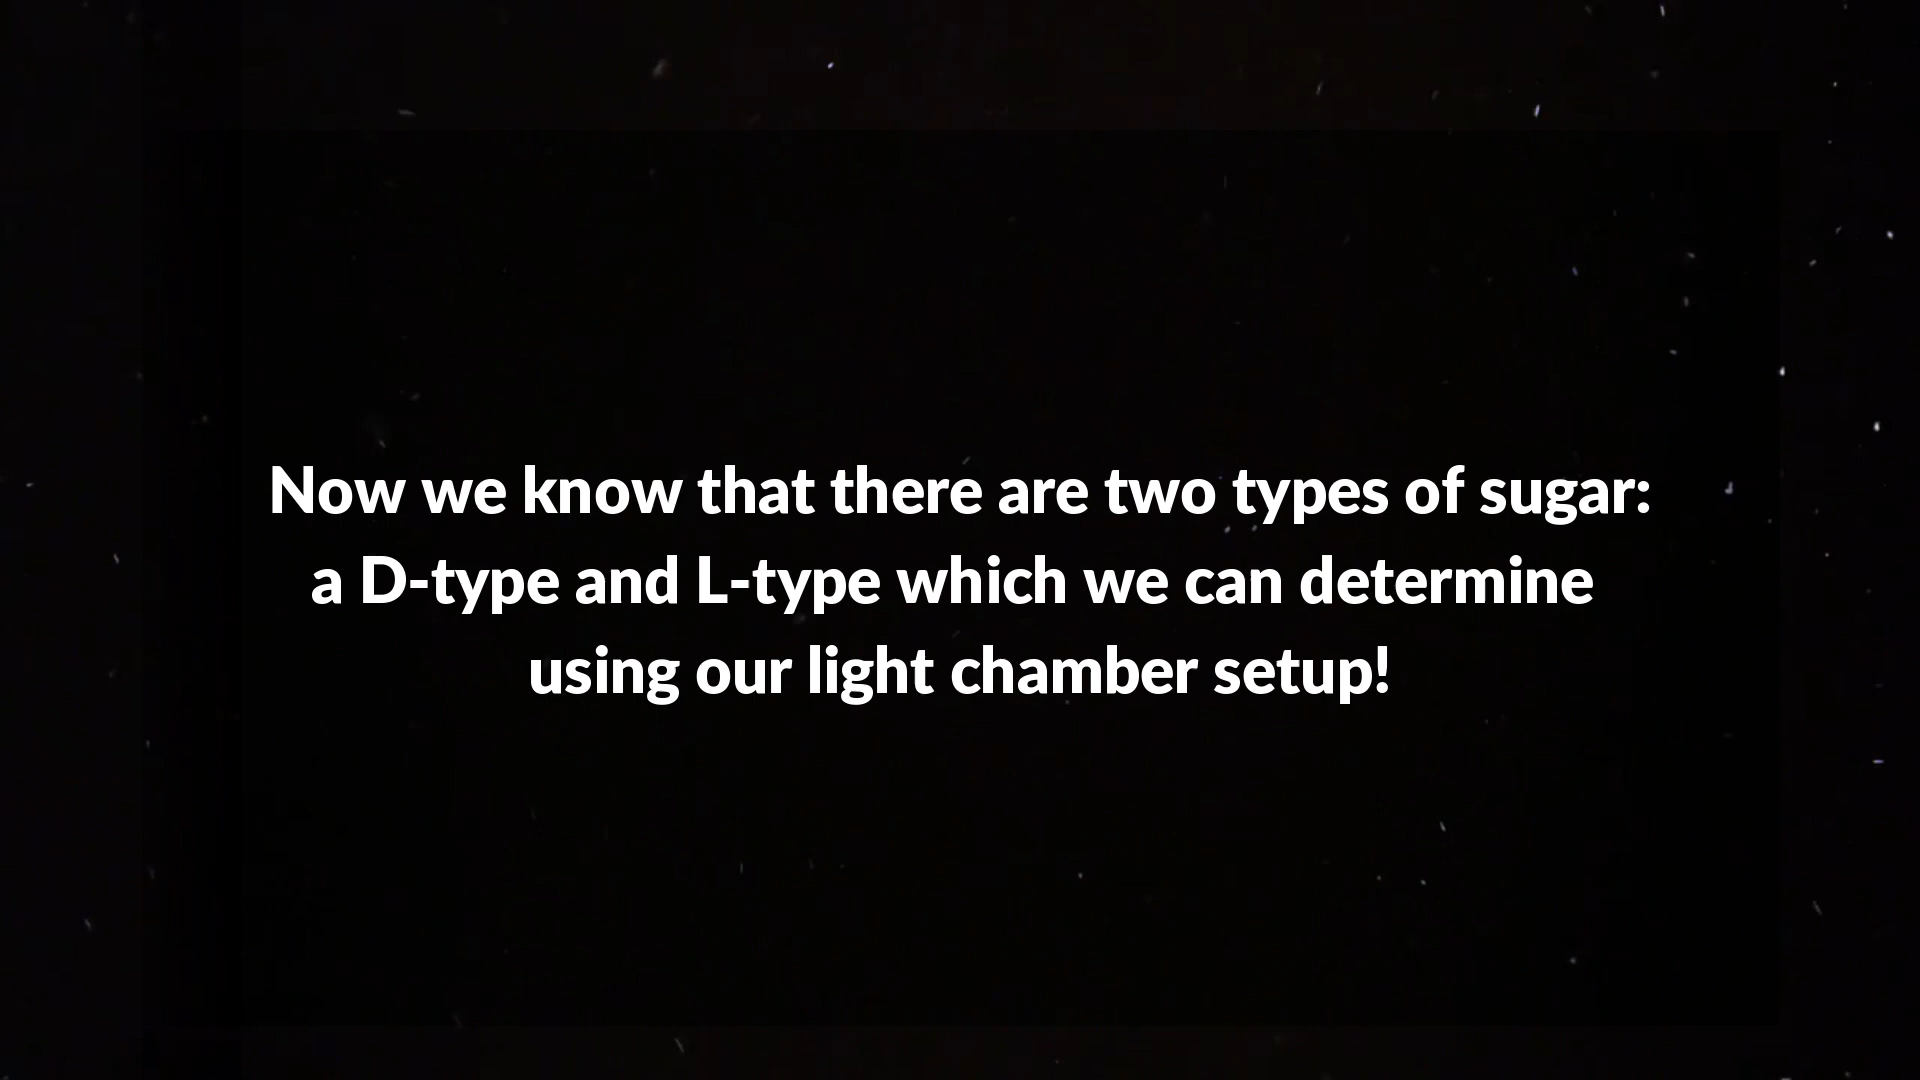 Now we know that there are two types of sugar:
a D-type and L-type which we can determine
using our light chamber setup!